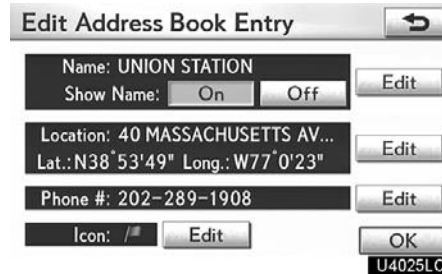 Edit Address Book Entry
Name: UNION STATION
Show Name: On Off
Edit
Location: 40 MASSACHUSETTS AV...
Lat.:N38°53'49" Long.:W77°0'23"
Edit
Phone #: 202-289-1908
Edit
Icon: Edit
OK
U4025LC